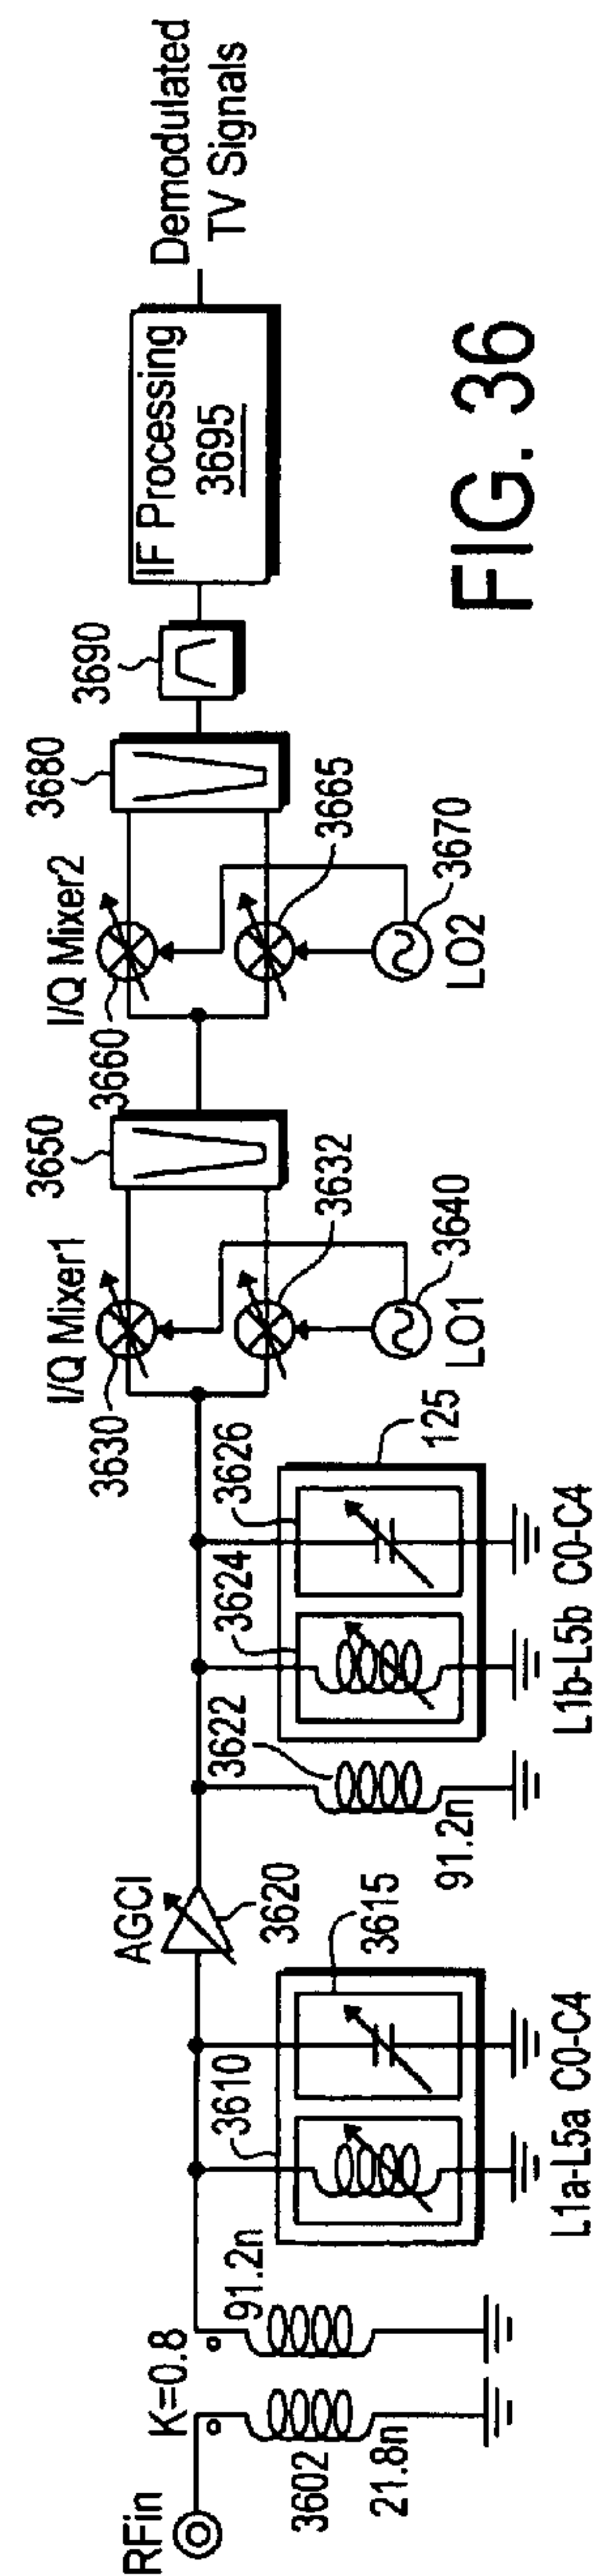 RFin
K=0.8
3602
21.8n
91.2n
3610
3615
L1a-L5a C0-C4
AGCI
3620
3622
91.2n
3624
3626
125
L1b-L5b C0-C4
I/Q Mixer1
3630
3632
3640
LO1
3650
I/Q Mixer2
3660
3665
3670
LO2
3680
3690
IF Processing
3695
Demodulated
TV Signals
FIG. 36